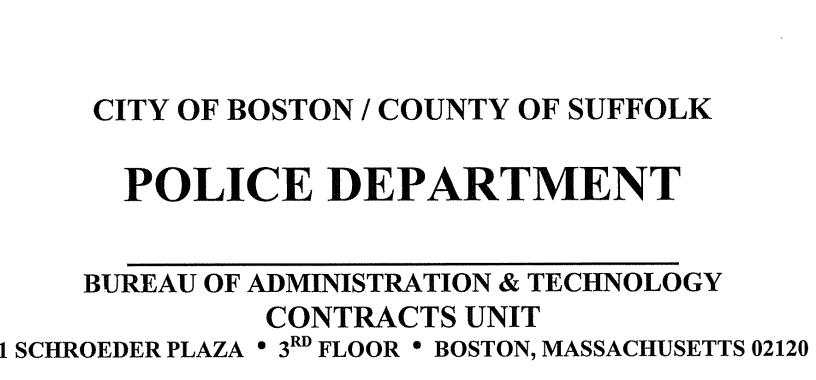 CITY OF BOSTON / COUNTY OF SUFFOLK
POLICE DEPARTMENT
BUREAU OF ADMINISTRATION & TECHNOLOGY
CONTRACTS UNIT
1 SCHROEDER PLAZA • 3RD FLOOR • BOSTON, MASSACHUSETTS 02120